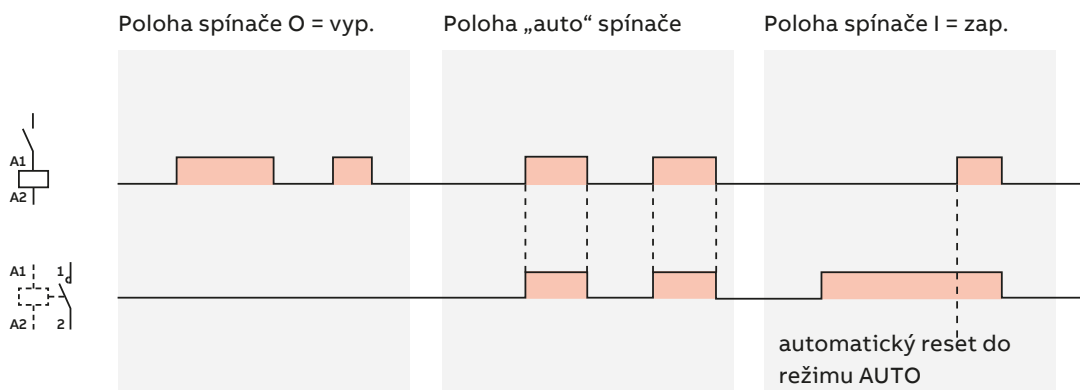 Poloha spínače O = vyp.
Poloha „auto“ spínače
Poloha spínače I = zap.
A1
A2
A1
1
A2
2
automatický reset do
režimu AUTO